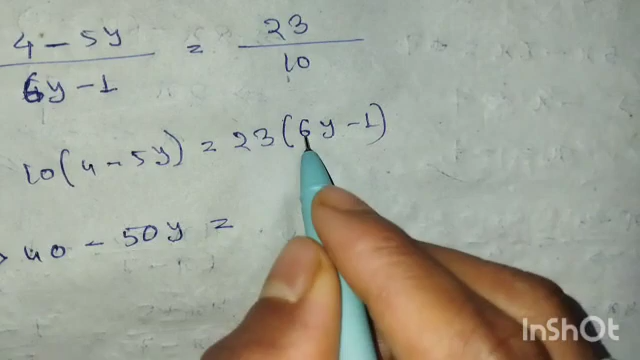 4 - 5y / 6y - 1 = 23 / 10
10(4 - 5y) = 23(6y - 1)
40 - 50y =
InShOt